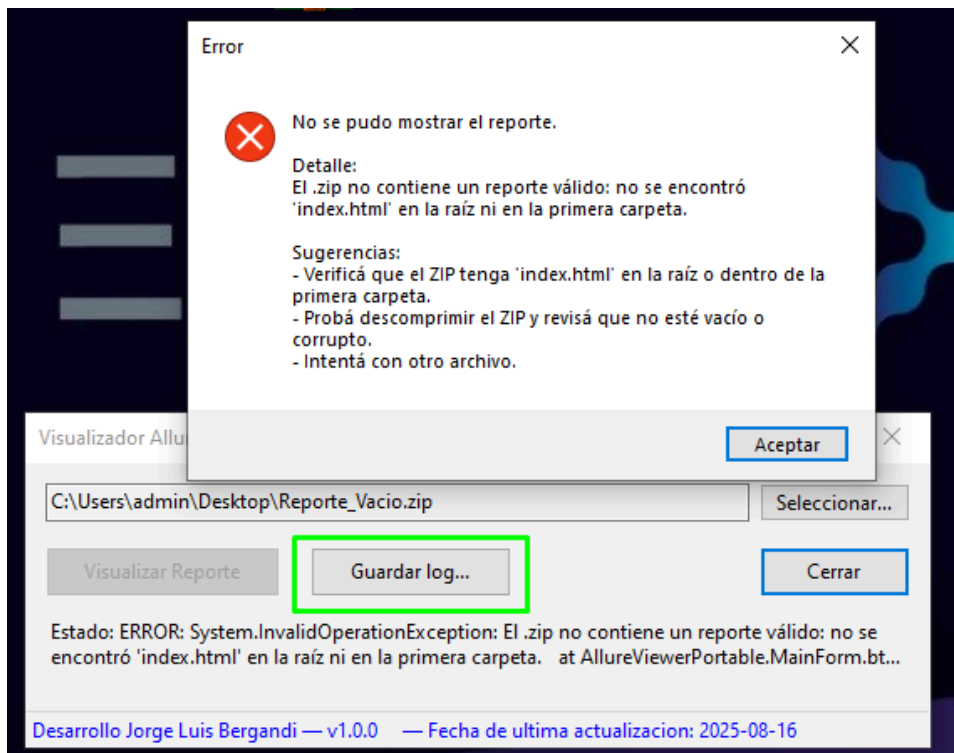 Error
No se pudo mostrar el reporte.
Detalle:
El .zip no contiene un reporte válido: no se encontró
'index.html' en la raíz ni en la primera carpeta.
Sugerencias:
- Verificá que el ZIP tenga 'index.html' en la raíz o dentro de la
primera carpeta.
- Probá descomprimir el ZIP y revisá que no esté vacío o
corrupto.
- Intentá con otro archivo.
Aceptar
Visualizador Allu
C:\Users\admin\Desktop\Reporte_Vacio.zip
Seleccionar...
Visualizar Reporte
Guardar log...
Cerrar
Estado: ERROR: System.InvalidOperationException: El .zip no contiene un reporte válido: no se
encontró 'index.html' en la raíz ni en la primera carpeta.   at AllureViewerPortable.MainForm.bt...
Desarrollo Jorge Luis Bergandi — v1.0.0    — Fecha de ultima actualizacion: 2025-08-16